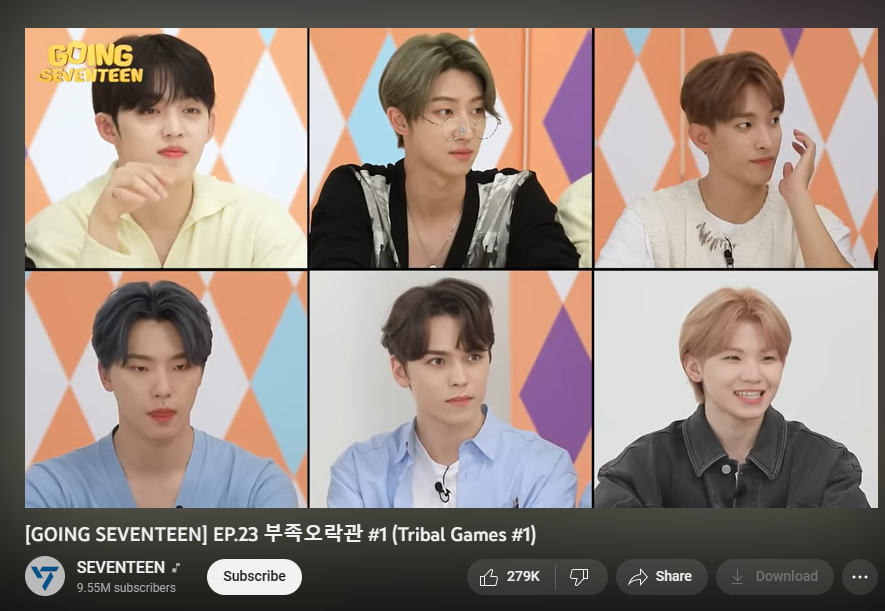 GOING
SEVENTEEN
[GOING SEVENTEEN] EP.23 부족오락관 #1 (Tribal Games #1)
SEVENTEEN
9.55M subscribers
Subscribe
279K
Share
Download